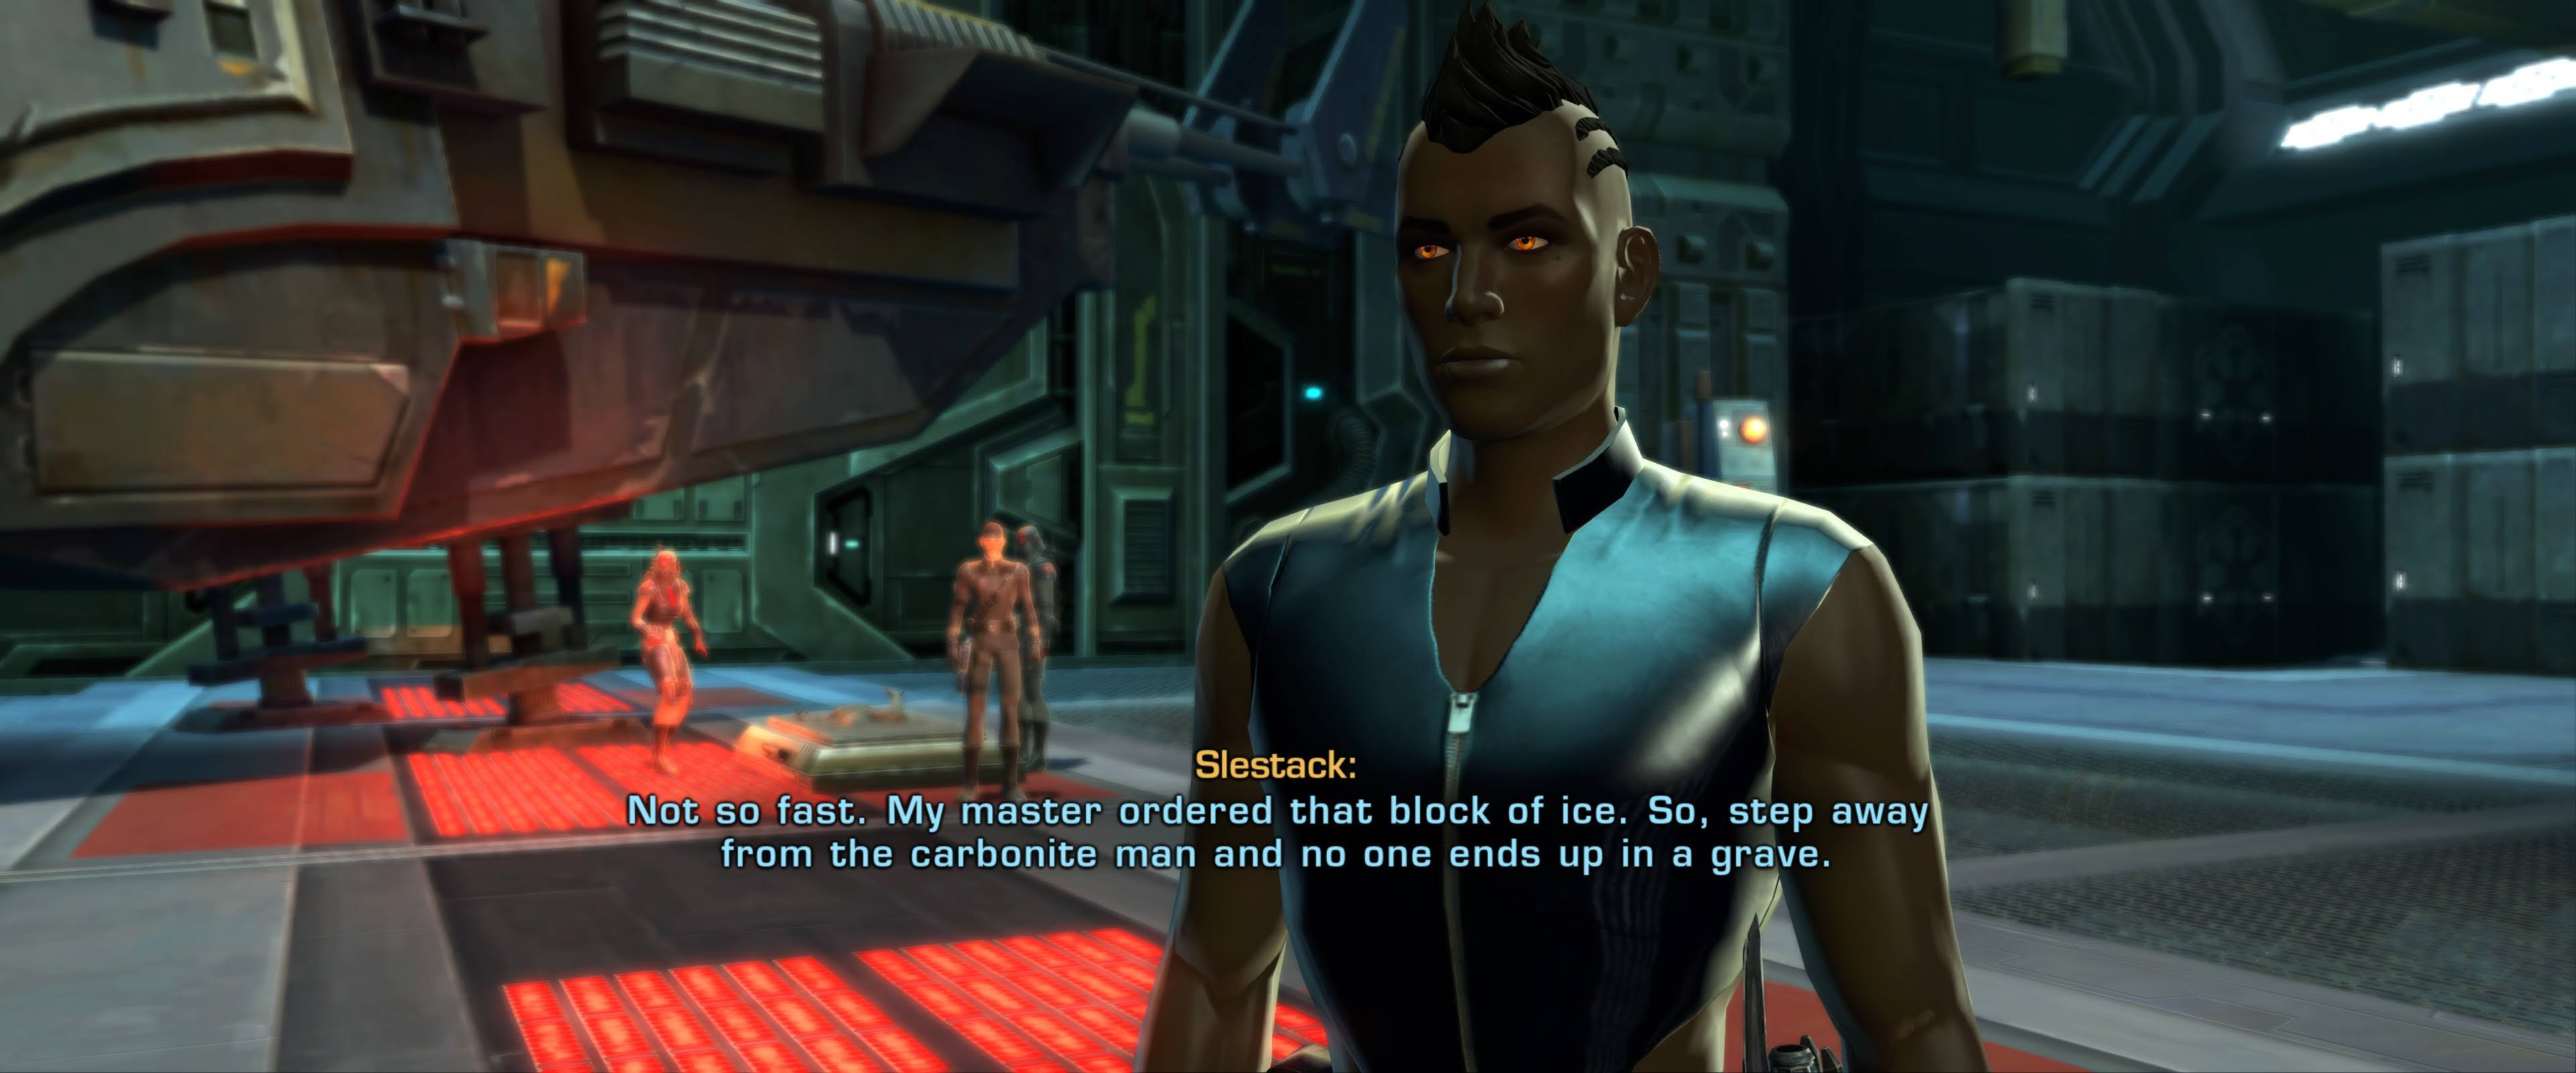 Slestack:
Not so fast. My master ordered that block of ice. So, step away
from the carbonite man and no one ends up in a grave.